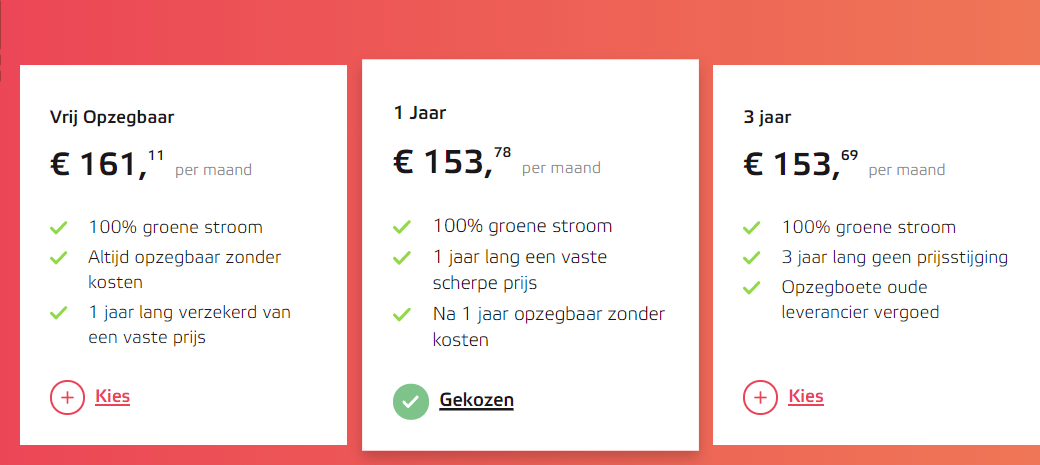 Vrij Opzegbaar
€ 161,11 per maand
100% groene stroom
Altijd opzegbaar zonder
kosten
1 jaar lang verzekerd van
een vaste prijs
Kies
1 Jaar
€ 153,78 per maand
100% groene stroom
1 jaar lang een vaste
scherpe prijs
Na 1 jaar opzegbaar zonder
kosten
Gekozen
3 jaar
€ 153,69 per maand
100% groene stroom
3 jaar lang geen prijsstijging
Opzegboete oude
leverancier vergoed
Kies